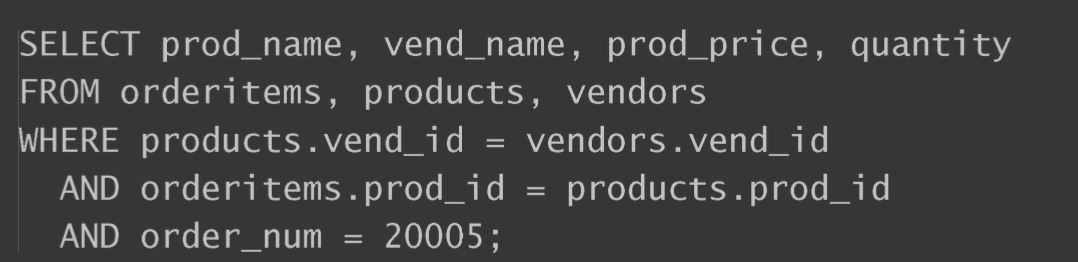 SELECT prod_name, vend_name, prod_price, quantity
FROM orderitems, products, vendors
WHERE products.vend_id = vendors.vend_id
  AND orderitems.prod_id = products.prod_id
  AND order_num = 20005;